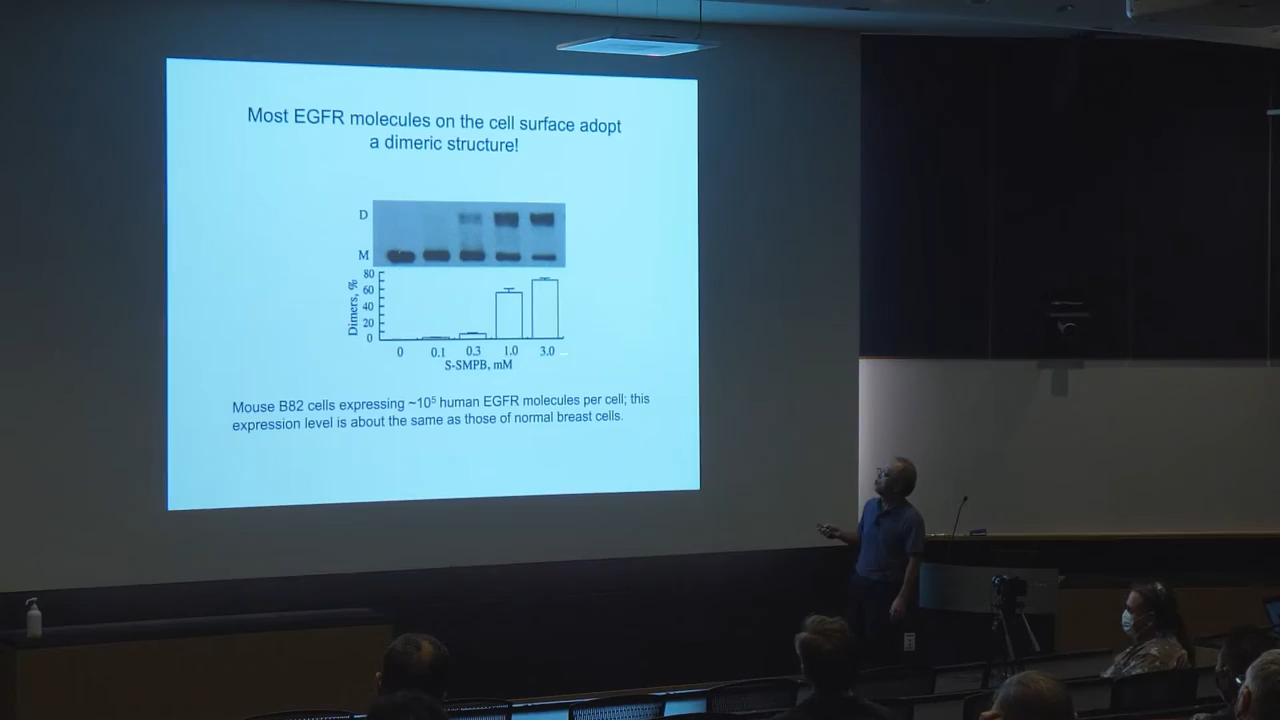 Most EGFR molecules on the cell surface adopt
a dimeric structure!
D
M
80
60
40
20
0
Dimers, %
0 0.1 0.3 1.0 3.0
S-SMPB, mM
Mouse B82 cells expressing ~10⁵ human EGFR molecules per cell; this
expression level is about the same as those of normal breast cells.